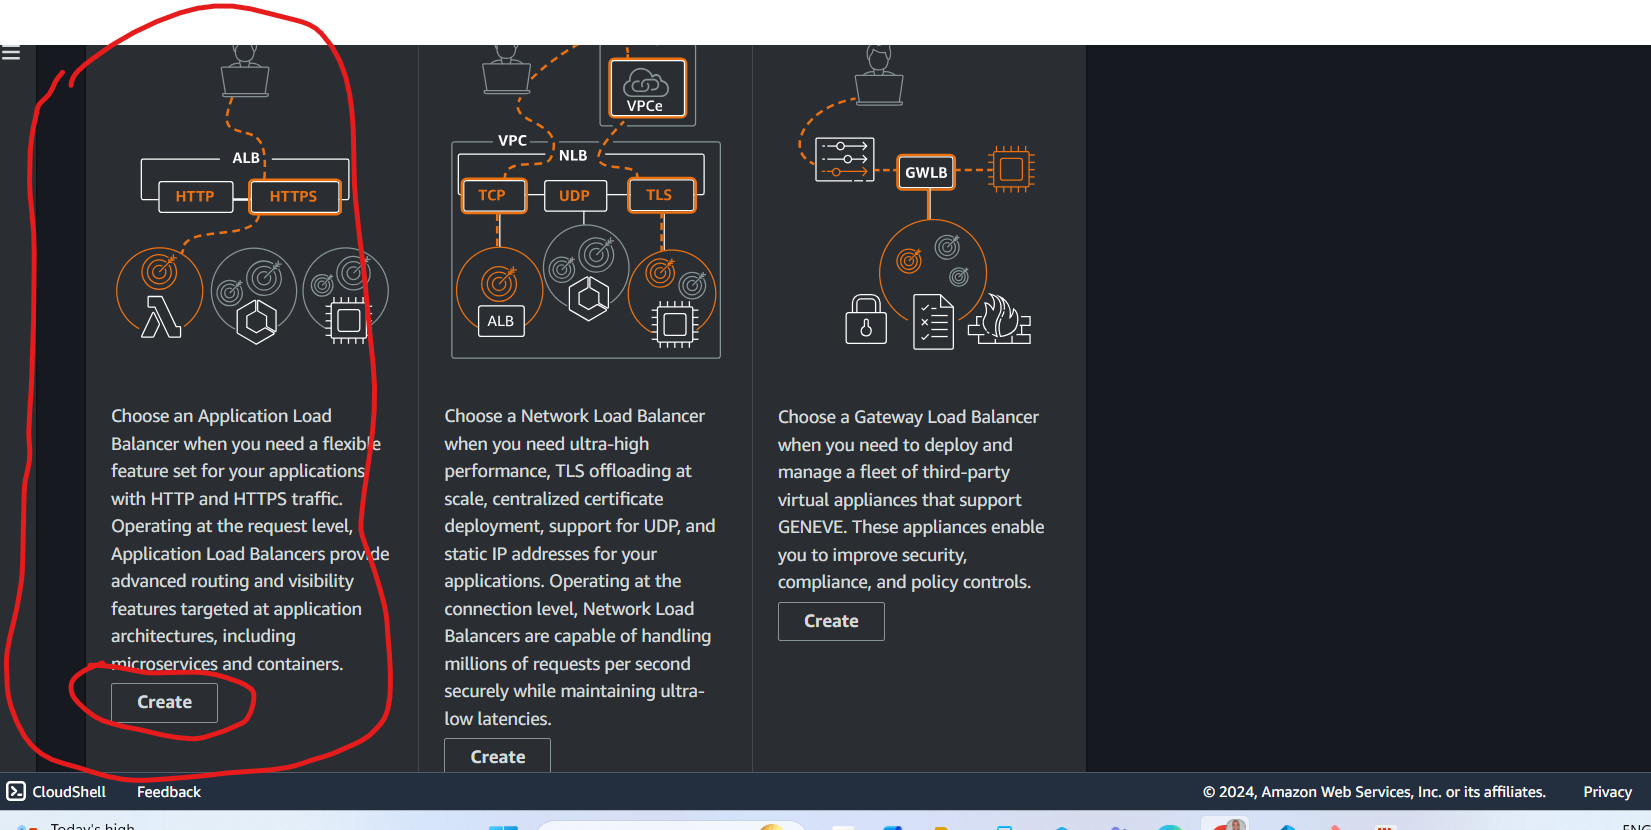 ALB
HTTP
HTTPS
Choose an Application Load
Balancer when you need a flexible
feature set for your applications
with HTTP and HTTPS traffic.
Operating at the request level,
Application Load Balancers provide
advanced routing and visibility
features targeted at application
architectures, including
microservices and containers.
Create
VPCe
VPC
NLB
TCP
UDP
TLS
ALB
Choose a Network Load Balancer
when you need ultra-high
performance, TLS offloading at
scale, centralized certificate
deployment, support for UDP, and
static IP addresses for your
applications. Operating at the
connection level, Network Load
Balancers are capable of handling
millions of requests per second
securely while maintaining ultra-
low latencies.
Create
GWLB
Choose a Gateway Load Balancer
when you need to deploy and
manage a fleet of third-party
virtual appliances that support
GENEVE. These appliances enable
you to improve security,
compliance, and policy controls.
Create
CloudShell
Feedback
© 2024, Amazon Web Services, Inc. or its affiliates.
Privacy
Today's high
ENG